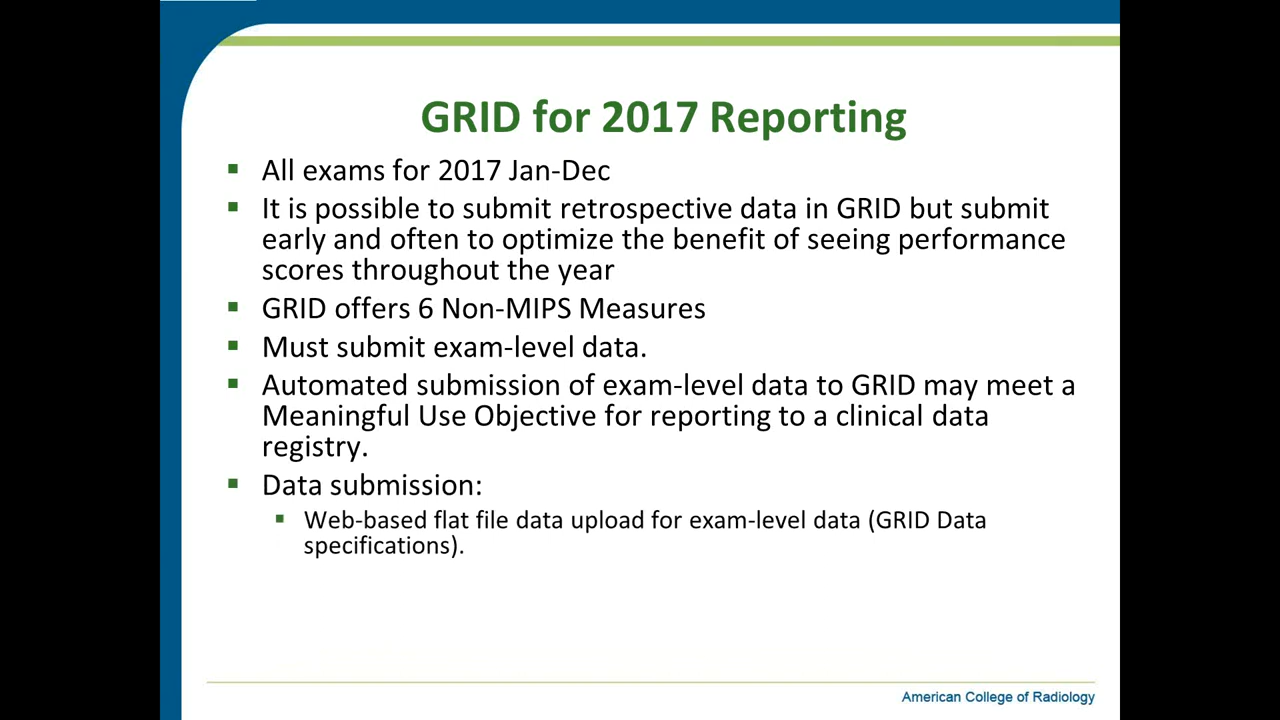 GRID for 2017 Reporting
All exams for 2017 Jan-Dec
It is possible to submit retrospective data in GRID but submit
early and often to optimize the benefit of seeing performance
scores throughout the year
GRID offers 6 Non-MIPS Measures
Must submit exam-level data.
Automated submission of exam-level data to GRID may meet a
Meaningful Use Objective for reporting to a clinical data
registry.
Data submission:
Web-based flat file data upload for exam-level data (GRID Data
specifications).
American College of Radiology